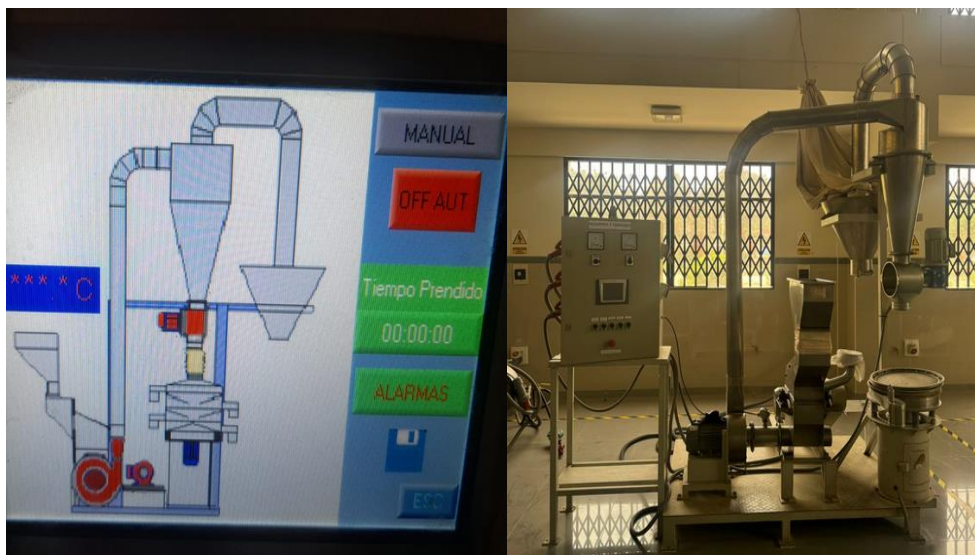 MANUAL
OFF AUT
**** * C
Tiempo Prendido
00:00:00
ALARMAS
ESC